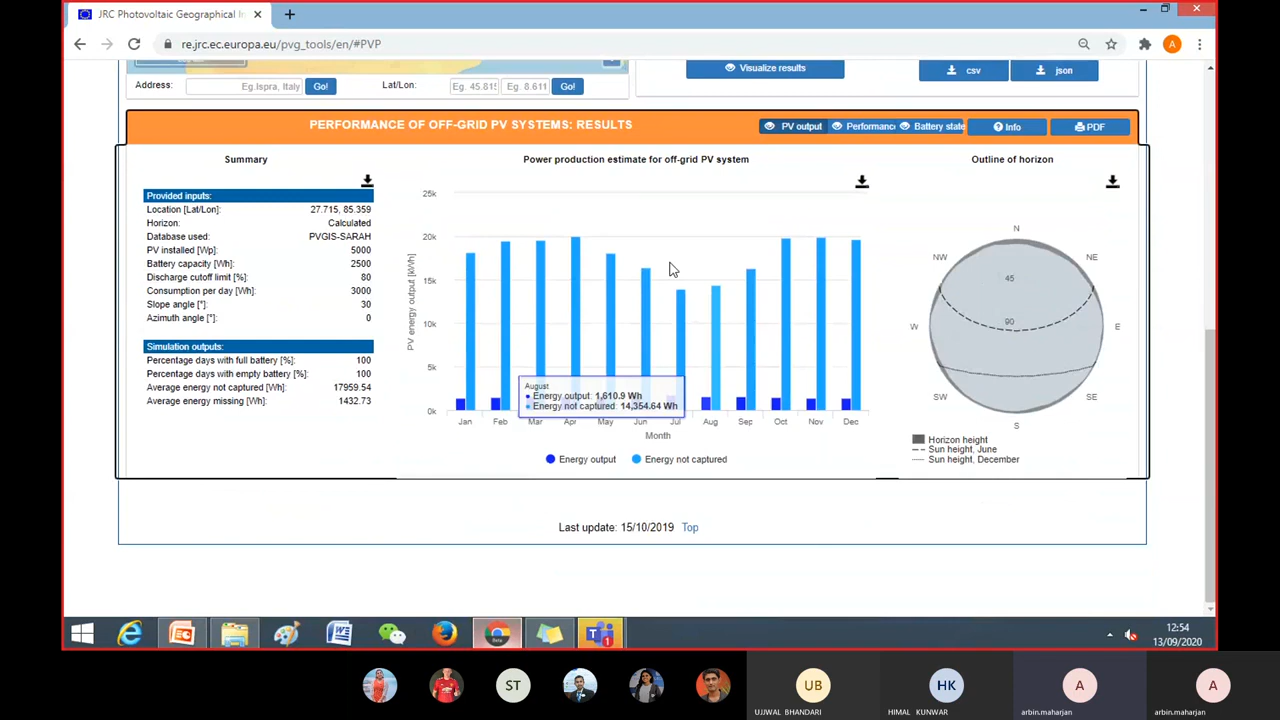 JRC Photovoltaic Geographical In
re.jrc.ec.europa.eu/pvg_tools/en/#PVP
A
Address:
Eg.Ispra, Italy
Go!
Lat/Lon:
Eg. 45.815
Eg. 8.611
Go!
Visualize results
csv
json
PERFORMANCE OF OFF-GRID PV SYSTEMS: RESULTS
PV output
Performanc
Battery state
Info
PDF
Summary
Provided inputs:
Location [Lat/Lon]: 27.715, 85.359
Horizon: Calculated
Database used: PVGIS-SARAH
PV installed [Wp]: 5000
Battery capacity [Wh]: 2500
Discharge cutoff limit [%]: 80
Consumption per day [Wh]: 3000
Slope angle [°]: 30
Azimuth angle [°]: 0
Simulation outputs:
Percentage days with full battery [%]: 100
Percentage days with empty battery [%]: 100
Average energy not captured [Wh]: 17959.54
Average energy missing [Wh]: 1432.73
Power production estimate for off-grid PV system
PV energy output [kWh]
25k
20k
15k
10k
5k
0k
August
Energy output: 1,610.9 Wh
Energy not captured: 14,354.64 Wh
Jan Feb Mar Apr May Jun Jul Aug Sep Oct Nov Dec
Month
Energy output
Energy not captured
Outline of horizon
N
NW
NE
45
90
W
E
SW
SE
S
Horizon height
Sun height, June
Sun height, December
Last update: 15/10/2019 Top
12:54
13/09/2020
1
ST
UB
UJJWAL BHANDARI
HK
HIMAL KUNWAR
A
arbin.maharjan
A
arbin.maharjan